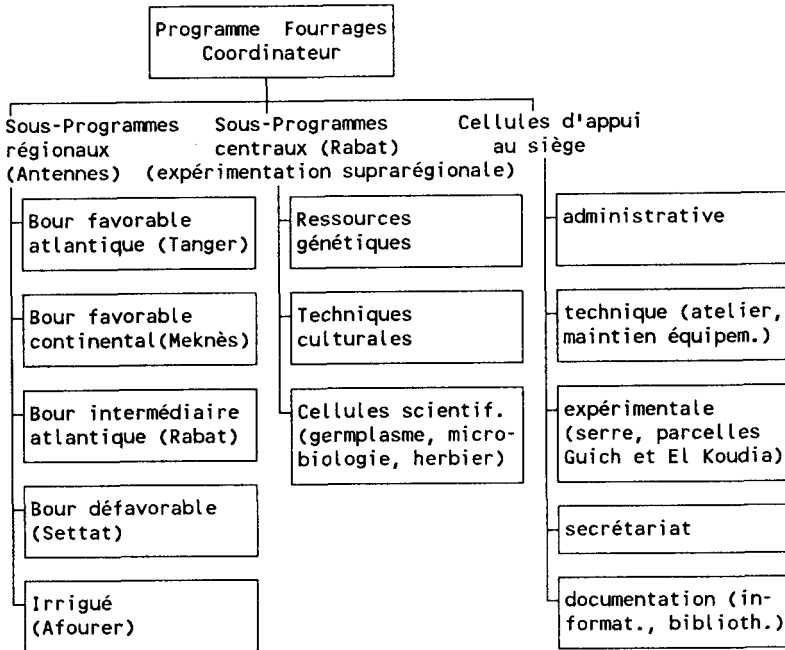 Programme Fourrages
Coordinateur
Sous-Programmes
régionaux
(Antennes)
Sous-Programmes
centraux (Rabat)
(expérimentation suprarégionale)
Cellules d'appui
au siège
Bour favorable
atlantique (Tanger)
Bour favorable
continental(Meknès)
Bour intermédiaire
atlantique (Rabat)
Bour défavorable
(Settat)
Irrigué
(Afourer)
Ressources
génétiques
Techniques
culturales
Cellules scientif.
(germplasme, micro-
biologie, herbier)
administrative
technique (atelier,
maintien équipem.)
expérimentale
(serre, parcelles
Guich et El Koudia)
secrétariat
documentation (in-
format., biblioth.)